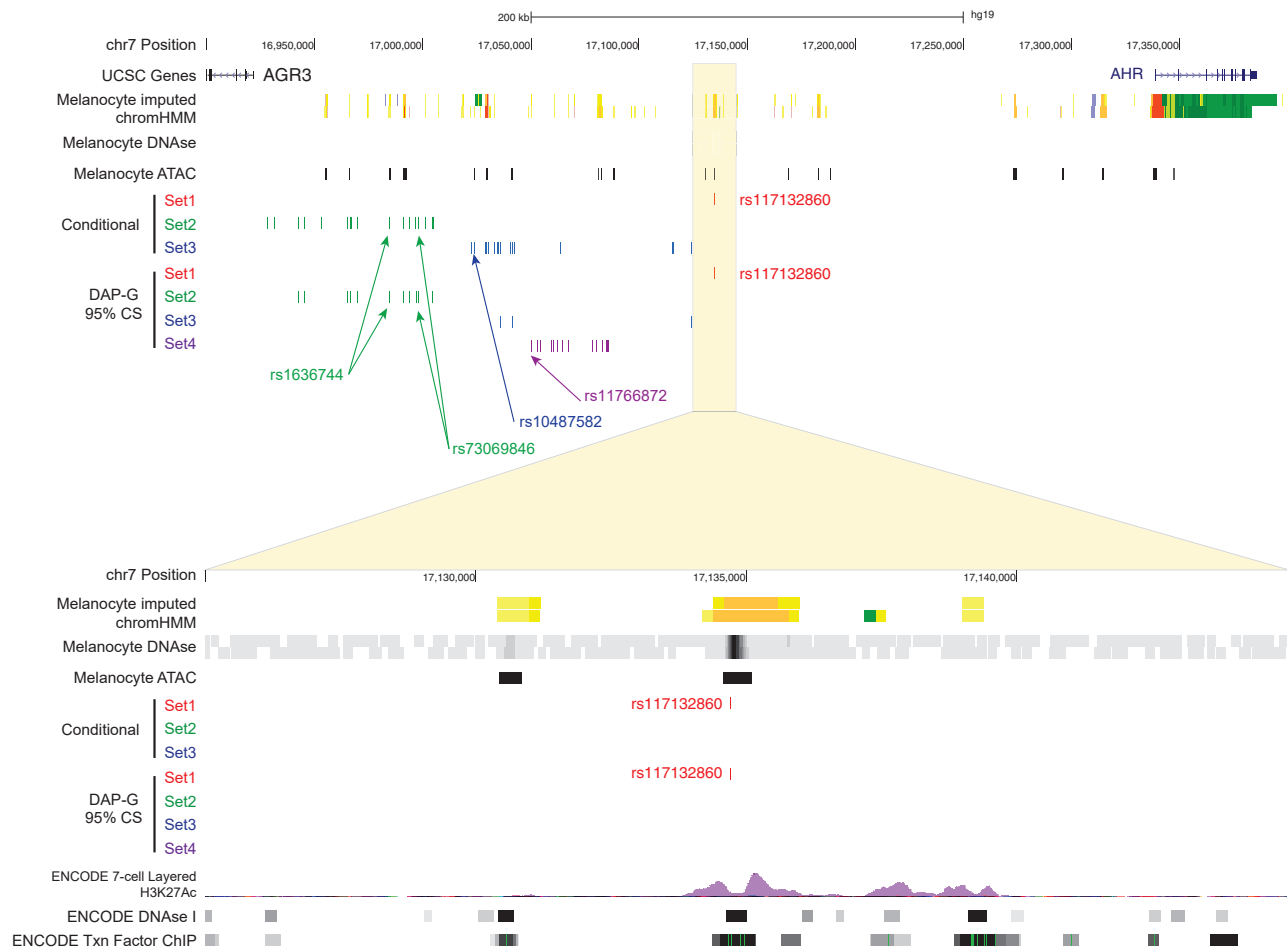 200 kb hg19
chr7 Position 16,950,000 17,000,000 17,050,000 17,100,000 17,150,000 17,200,000 17,250,000 17,300,000 17,350,000
UCSC Genes AGR3 AHR
Melanocyte imputed
chromHMM
Melanocyte DNAse
Melanocyte ATAC
Conditional
Set1 rs117132860
Set2
Set3
DAP-G
95% CS
Set1 rs117132860
Set2
Set3
Set4
rs1636744
rs11766872
rs10487582
rs73069846
chr7 Position 17,130,000 17,135,000 17,140,000
Melanocyte imputed
chromHMM
Melanocyte DNAse
Melanocyte ATAC
Conditional
Set1 rs117132860
Set2
Set3
DAP-G
95% CS
Set1 rs117132860
Set2
Set3
Set4
ENCODE 7-cell Layered
H3K27Ac
ENCODE DNAse I
ENCODE Txn Factor ChIP